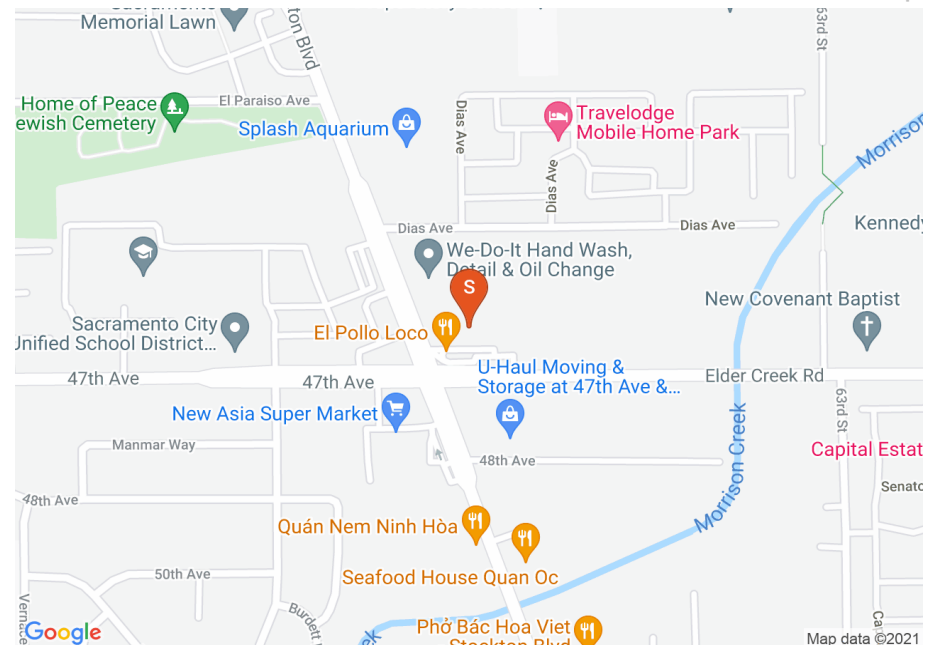 Memorial Lawn
63rd St
Home of Peace
ewish Cemetery
El Paraiso Ave
Splash Aquarium
Dias Ave
Travelodge
Mobile Home Park
Morrison
Dias Ave
Dias Ave
Dias Ave
Kennedy
We-Do-It Hand Wash,
Detail & Oil Change
S
New Covenant Baptist
Sacramento City
Unified School District...
El Pollo Loco
47th Ave
47th Ave
U-Haul Moving &
Storage at 47th Ave &...
Elder Creek Rd
New Asia Super Market
63rd St
Manmar Way
48th Ave
Capital Estat
Morrison Creek
48th Ave
Senato
Quán Nem Ninh Hòa
Seafood House Quan Oc
50th Ave
Burdett
Phở Bác Hoa Viet
Stockton Blvd
Google
Map data ©2021